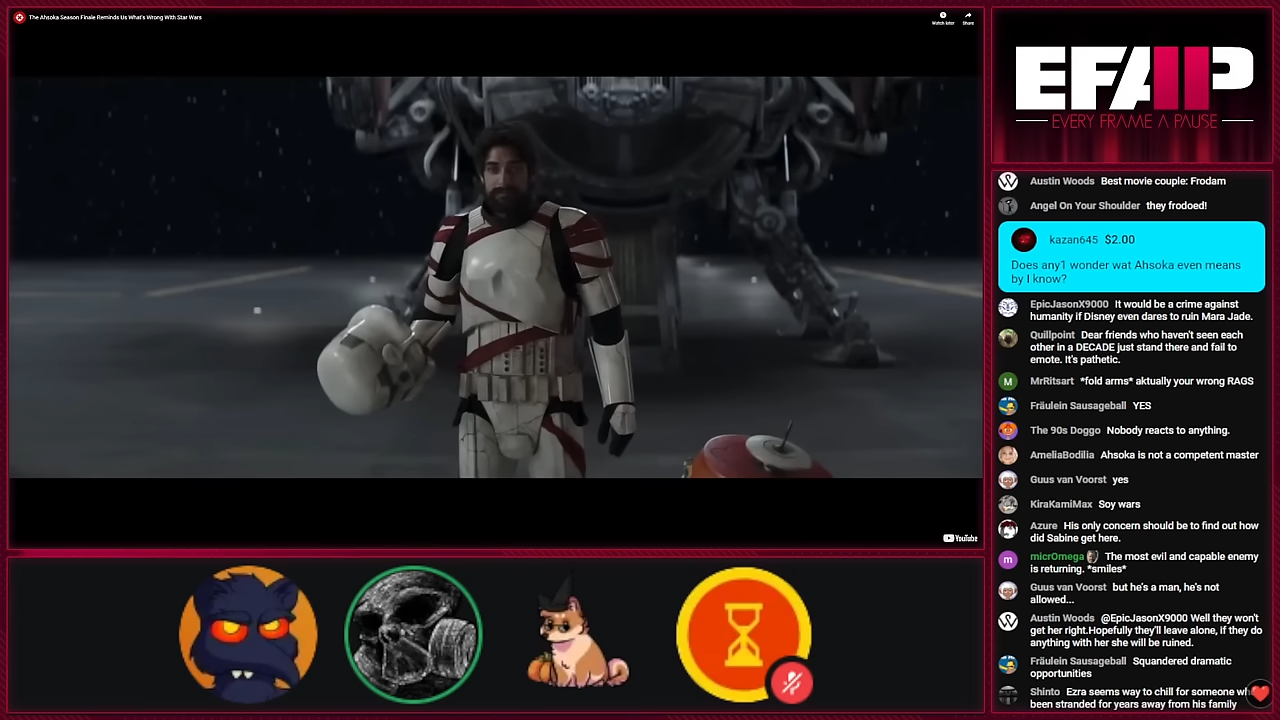 The Ahsoka Season Finale Reminds Us What's Wrong With Star Wars
Watch later
Share
YouTube
EFAP
EVERY FRAME A PAUSE
Austin Woods Best movie couple: Frodam
Angel On Your Shoulder they frodoed!
kazan645 $2.00
Does any1 wonder wat Ahsoka even means
by I know?
EpicJasonX9000 It would be a crime against
humanity if Disney even dares to ruin Mara Jade.
Quillpoint Dear friends who haven't seen each
other in a DECADE just stand there and fail to
emote. It's pathetic.
M MrRitsart *fold arms* aktually your wrong RAGS
Fräulein Sausageball YES
The 90s Doggo Nobody reacts to anything.
AmeliaBodilia Ahsoka is not a competent master
Guus van Voorst yes
KiraKamiMax Soy wars
Azure His only concern should be to find out how
did Sabine get here.
m micrOmega The most evil and capable enemy
is returning. *smiles*
Guus van Voorst but he's a man, he's not
allowed...
Austin Woods @EpicJasonX9000 Well they won't
get her right.Hopefully they'll leave alone, if they do
anything with her she will be ruined.
Fräulein Sausageball Squandered dramatic
opportunities
Shinto Ezra seems way to chill for someone wh
been stranded for years away from his family